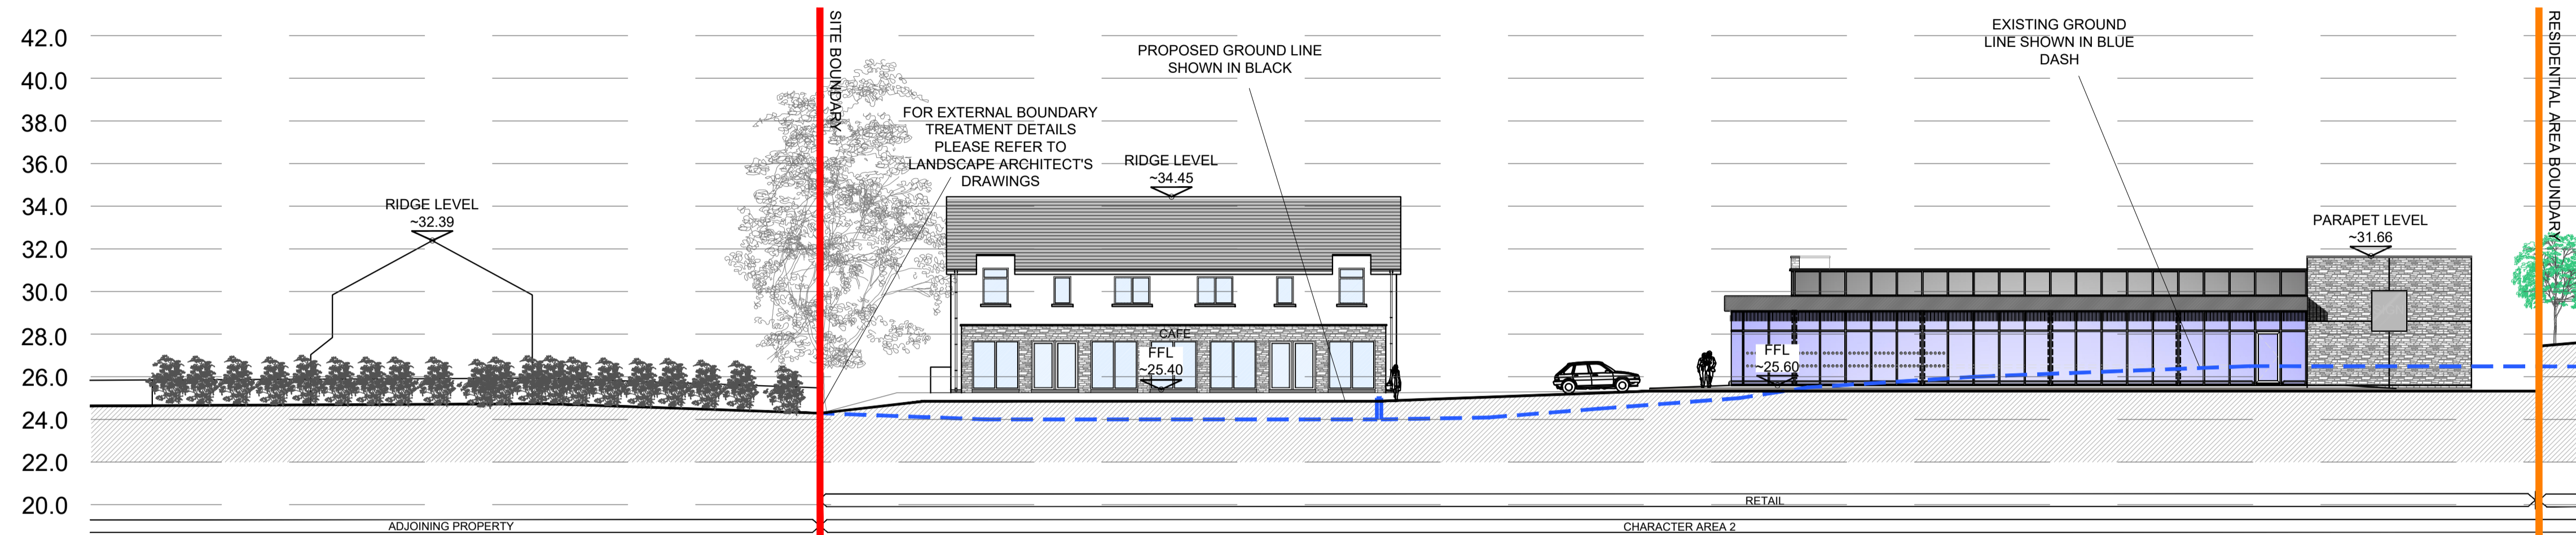 42.0
40.0
38.0
36.0
34.0
32.0
30.0
28.0
26.0
24.0
22.0
20.0
RIDGE LEVEL
~32.39
ADJOINING PROPERTY
SITE BOUNDARY
FOR EXTERNAL BOUNDARY
TREATMENT DETAILS
PLEASE REFER TO
LANDSCAPE ARCHITECT'S
DRAWINGS
PROPOSED GROUND LINE
SHOWN IN BLACK
RIDGE LEVEL
~34.45
CAFE
FFL
~25.40
EXISTING GROUND
LINE SHOWN IN BLUE
DASH
FFL
~25.60
PARAPET LEVEL
~31.66
RESIDENTIAL AREA BOUNDARY
RETAIL
CHARACTER AREA 2